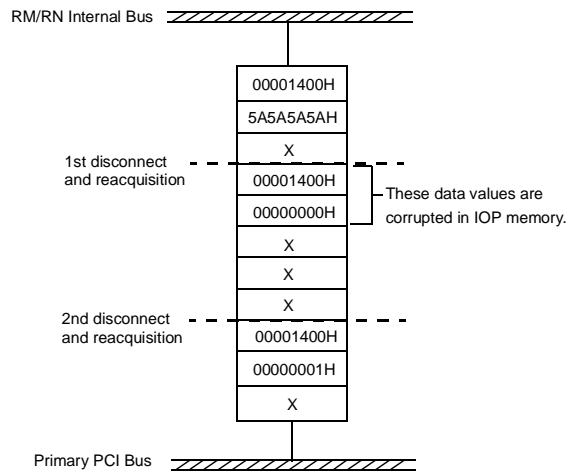 RM/RN Internal Bus
00001400H
5A5A5A5AH
X
1st disconnect
and reacquisition
00001400H
00000000H
These data values are
corrupted in IOP memory.
X
X
X
2nd disconnect
and reacquisition
00001400H
00000001H
X
Primary PCI Bus